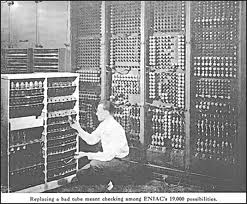 Replacing a bad tube meant checking among ENIAC's 19,000 possibilities.